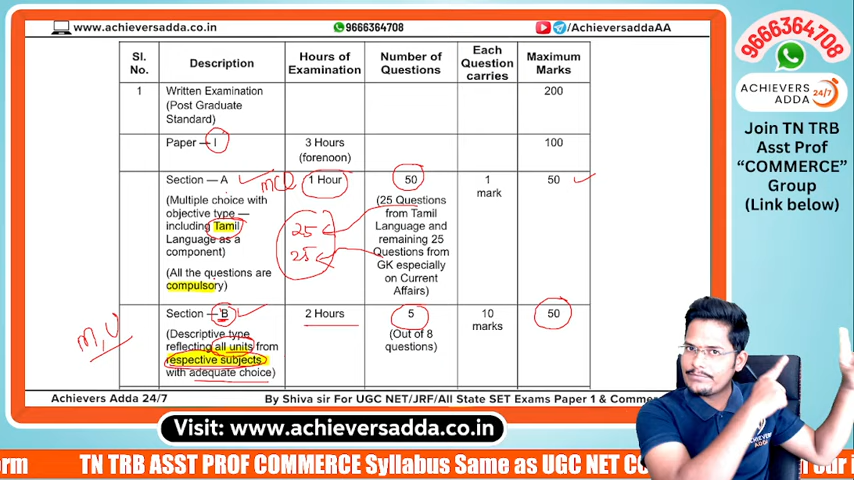 www.achieversadda.co.in
9666364708
/AchieversaddaAA
9666364708
ACHIEVERS
ADDA 24/7
Join TN TRB
Asst Prof
“COMMERCE”
Group
(Link below)
Sl. No. Description Hours of Examination Number of Questions Each Question carries Maximum Marks
1 Written Examination 200
(Post Graduate
Standard)
Paper — I 3 Hours 100
(forenoon)
Section — A MCQ 1 Hour 50 1 50
mark
(Multiple choice with
objective type —
including Tamil
Language as a
component)
(All the questions are
compulsory)
25
25
(25 Questions
from Tamil
Language and
remaining 25
Questions from
GK especially
on Current
Affairs)
Section — B 2 Hours 5 10 50
marks
(Out of 8
questions)
(Descriptive type
reflecting all units from
respective subjects
with adequate choice)
M,U
Achievers Adda 24/7
By Shiva sir For UGC NET/JRF/All State SET Exams Paper 1 & Commer
Visit: www.achieversadda.co.in
orm TN TRB ASST PROF COMMERCE Syllabus Same as UGC NET CO